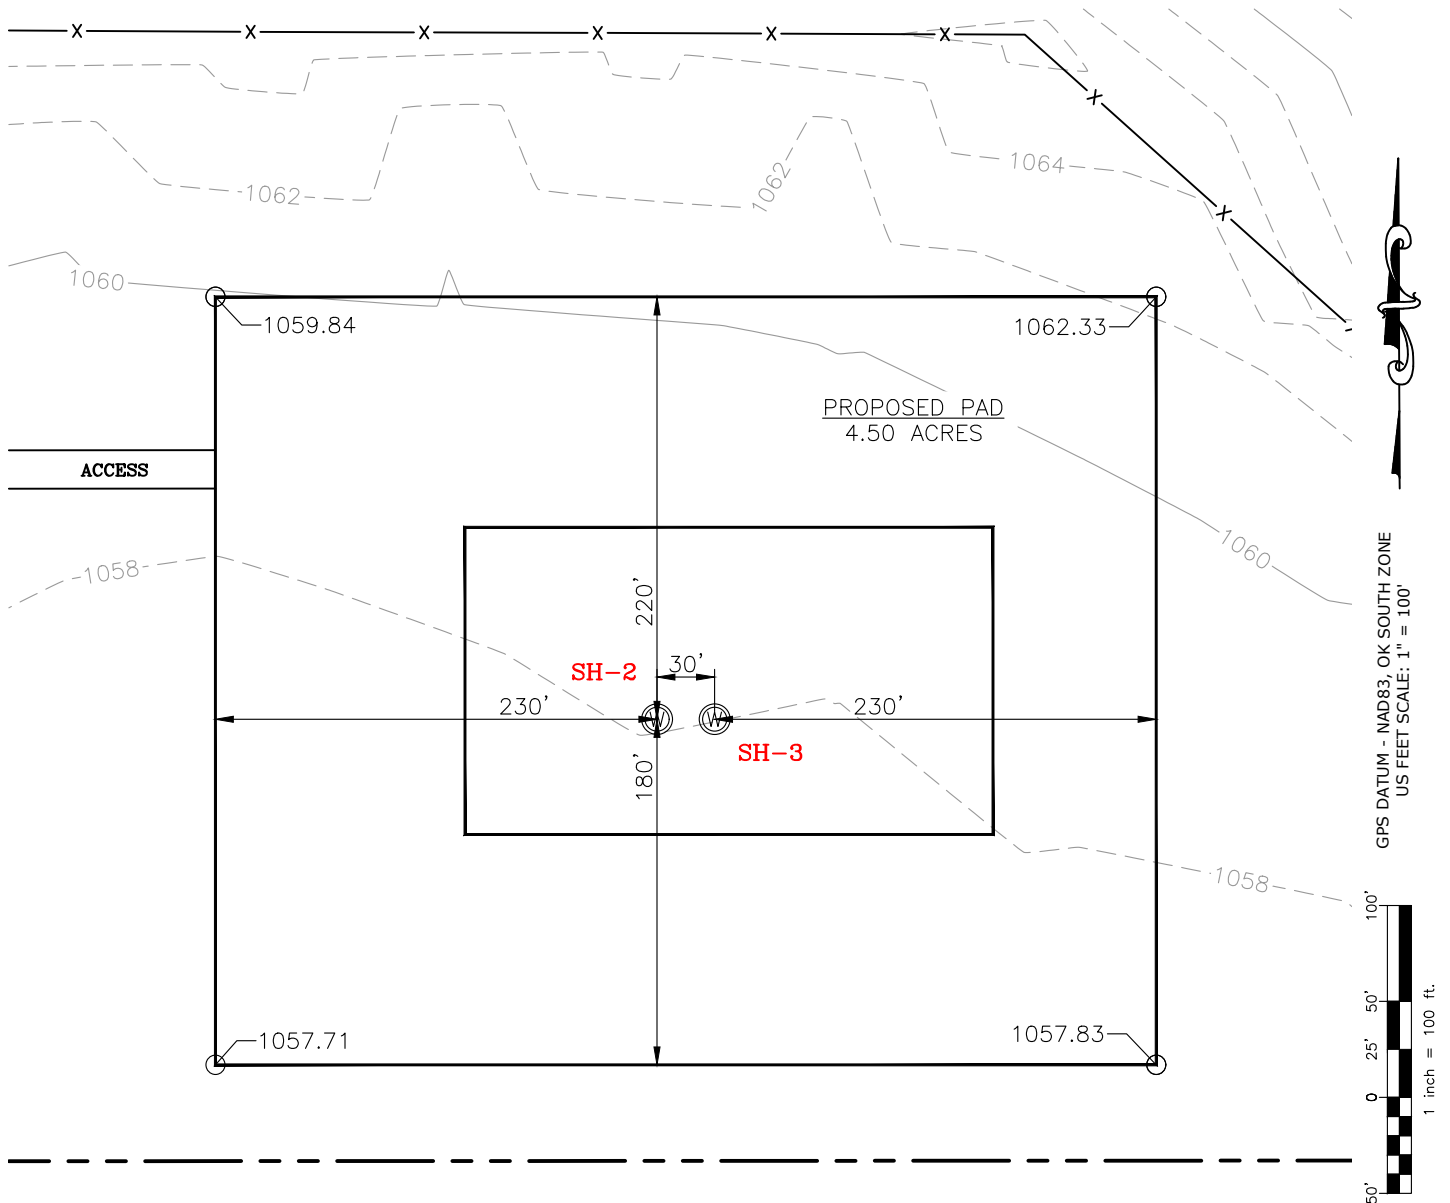 X X X X X X
X
X
1062
1062
1064
1060
1059.84
1062.33
PROPOSED PAD
4.50 ACRES
ACCESS
1058
1060
220'
SH-2
30'
230'
230'
W
W
SH-3
180'
1058
1057.71
1057.83
GPS DATUM - NAD83, OK SOUTH ZONE
US FEET SCALE: 1" = 100'
100'
50'
25'
0
50'
1 inch = 100 ft.